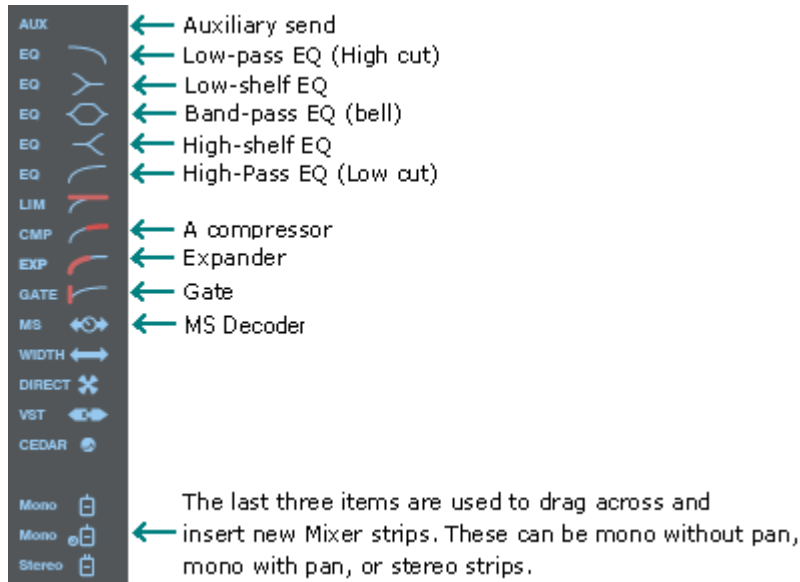 AUX Auxiliary send
EQ Low-pass EQ (High cut)
EQ Low-shelf EQ
EQ Band-pass EQ (bell)
EQ High-shelf EQ
EQ High-Pass EQ (Low cut)
LIM
CMP A compressor
EXP Expander
GATE Gate
MS MS Decoder
WIDTH
DIRECT
VST
CEDAR
Mono The last three items are used to drag across and
Mono insert new Mixer strips. These can be mono without pan,
Stereo mono with pan, or stereo strips.